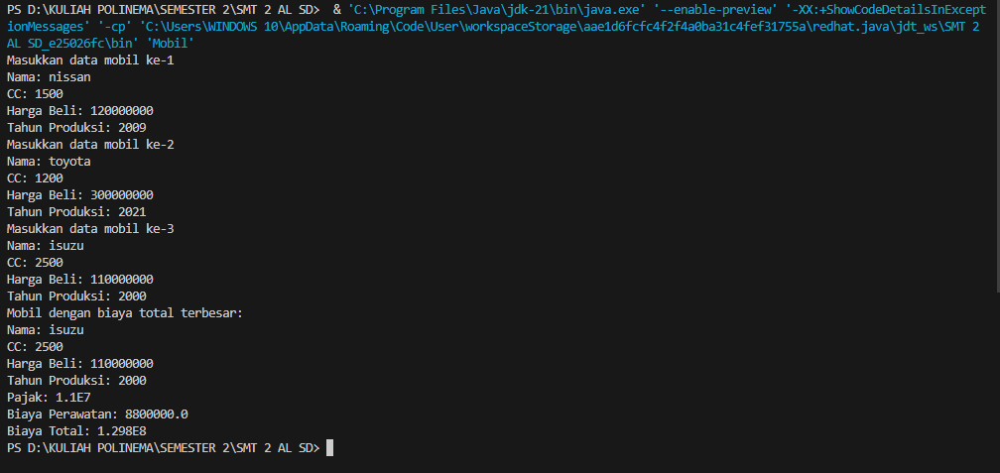 PS D:\KULIAH POLINEMA\SEMESTER 2\SMT 2 AL SD>  & 'C:\Program Files\Java\jdk-21\bin\java.exe' '--enable-preview' '-XX:+ShowCodeDetailsInExcept
ionMessages' '-cp' 'C:\Users\WINDOWS 10\AppData\Roaming\Code\User\workspaceStorage\aae1d6fcfc4f2f4a0ba31c4fef31755a\redhat.java\jdt_ws\SMT 2
AL SD_e25026fc\bin' 'Mobil'
Masukkan data mobil ke-1
Nama: nissan
CC: 1500
Harga Beli: 120000000
Tahun Produksi: 2009
Masukkan data mobil ke-2
Nama: toyota
CC: 1200
Harga Beli: 300000000
Tahun Produksi: 2021
Masukkan data mobil ke-3
Nama: isuzu
CC: 2500
Harga Beli: 110000000
Tahun Produksi: 2000
Mobil dengan biaya total terbesar:
Nama: isuzu
CC: 2500
Harga Beli: 110000000
Tahun Produksi: 2000
Pajak: 1.1E7
Biaya Perawatan: 8800000.0
Biaya Total: 1.298E8
PS D:\KULIAH POLINEMA\SEMESTER 2\SMT 2 AL SD>